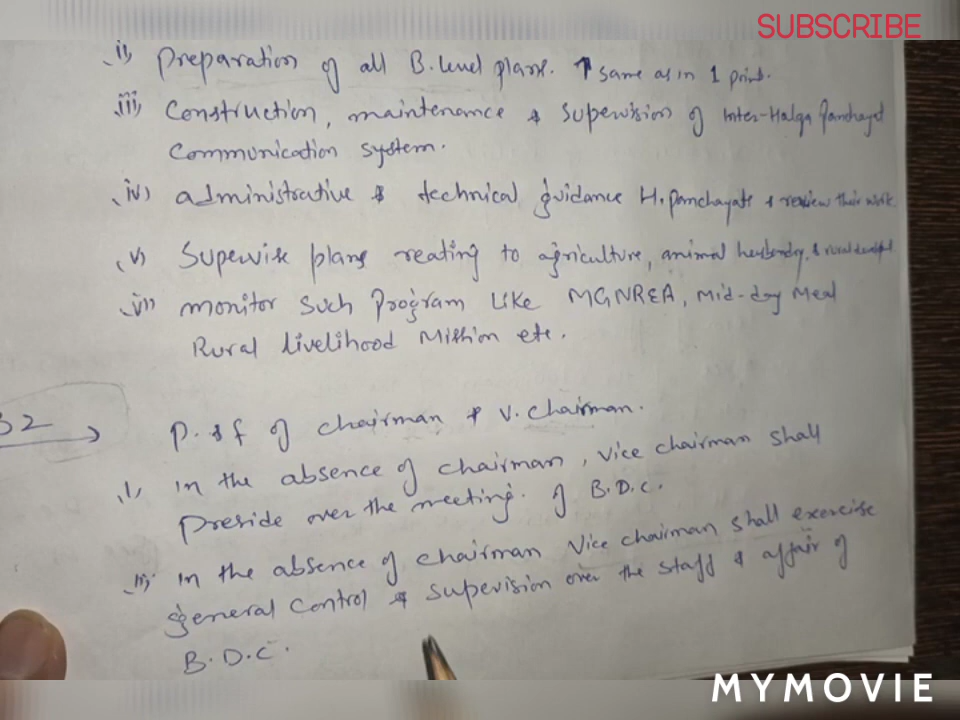 SUBSCRIBE
ii) Preparation of all B.level plans. ↑ same as in 1 print.
iii) Construction, maintenance & Supervision of Inter-Halqa Panchayat
Communication system.
iv) administrative & technical guidance H.Panchayats & review their work
v) Supervise plans reating to agriculture, animal husbandry, & rural
vi) monitor such Program Like MGNREA, Mid-day Meal
Rural livelihood Mission etc.
32 → P. & f of chairman & V. Chairman.
i) in the absence of chairman, vice chairman shall
Preside over the meeting. of B.D.C.
ii) in the absence of chairman Vice chairman shall exercise
general control & supevision over the staff & affair of
B.D.C.
MYMOVIE